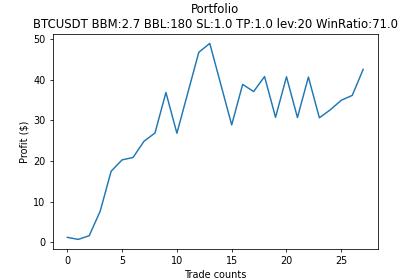 Portfolio
BTCUSDT BBM:2.7 BBL:180 SL:1.0 TP:1.0 lev:20 WinRatio:71.0
50
40
30
20
10
0
Profit ($)
0 5 10 15 20 25
Trade counts